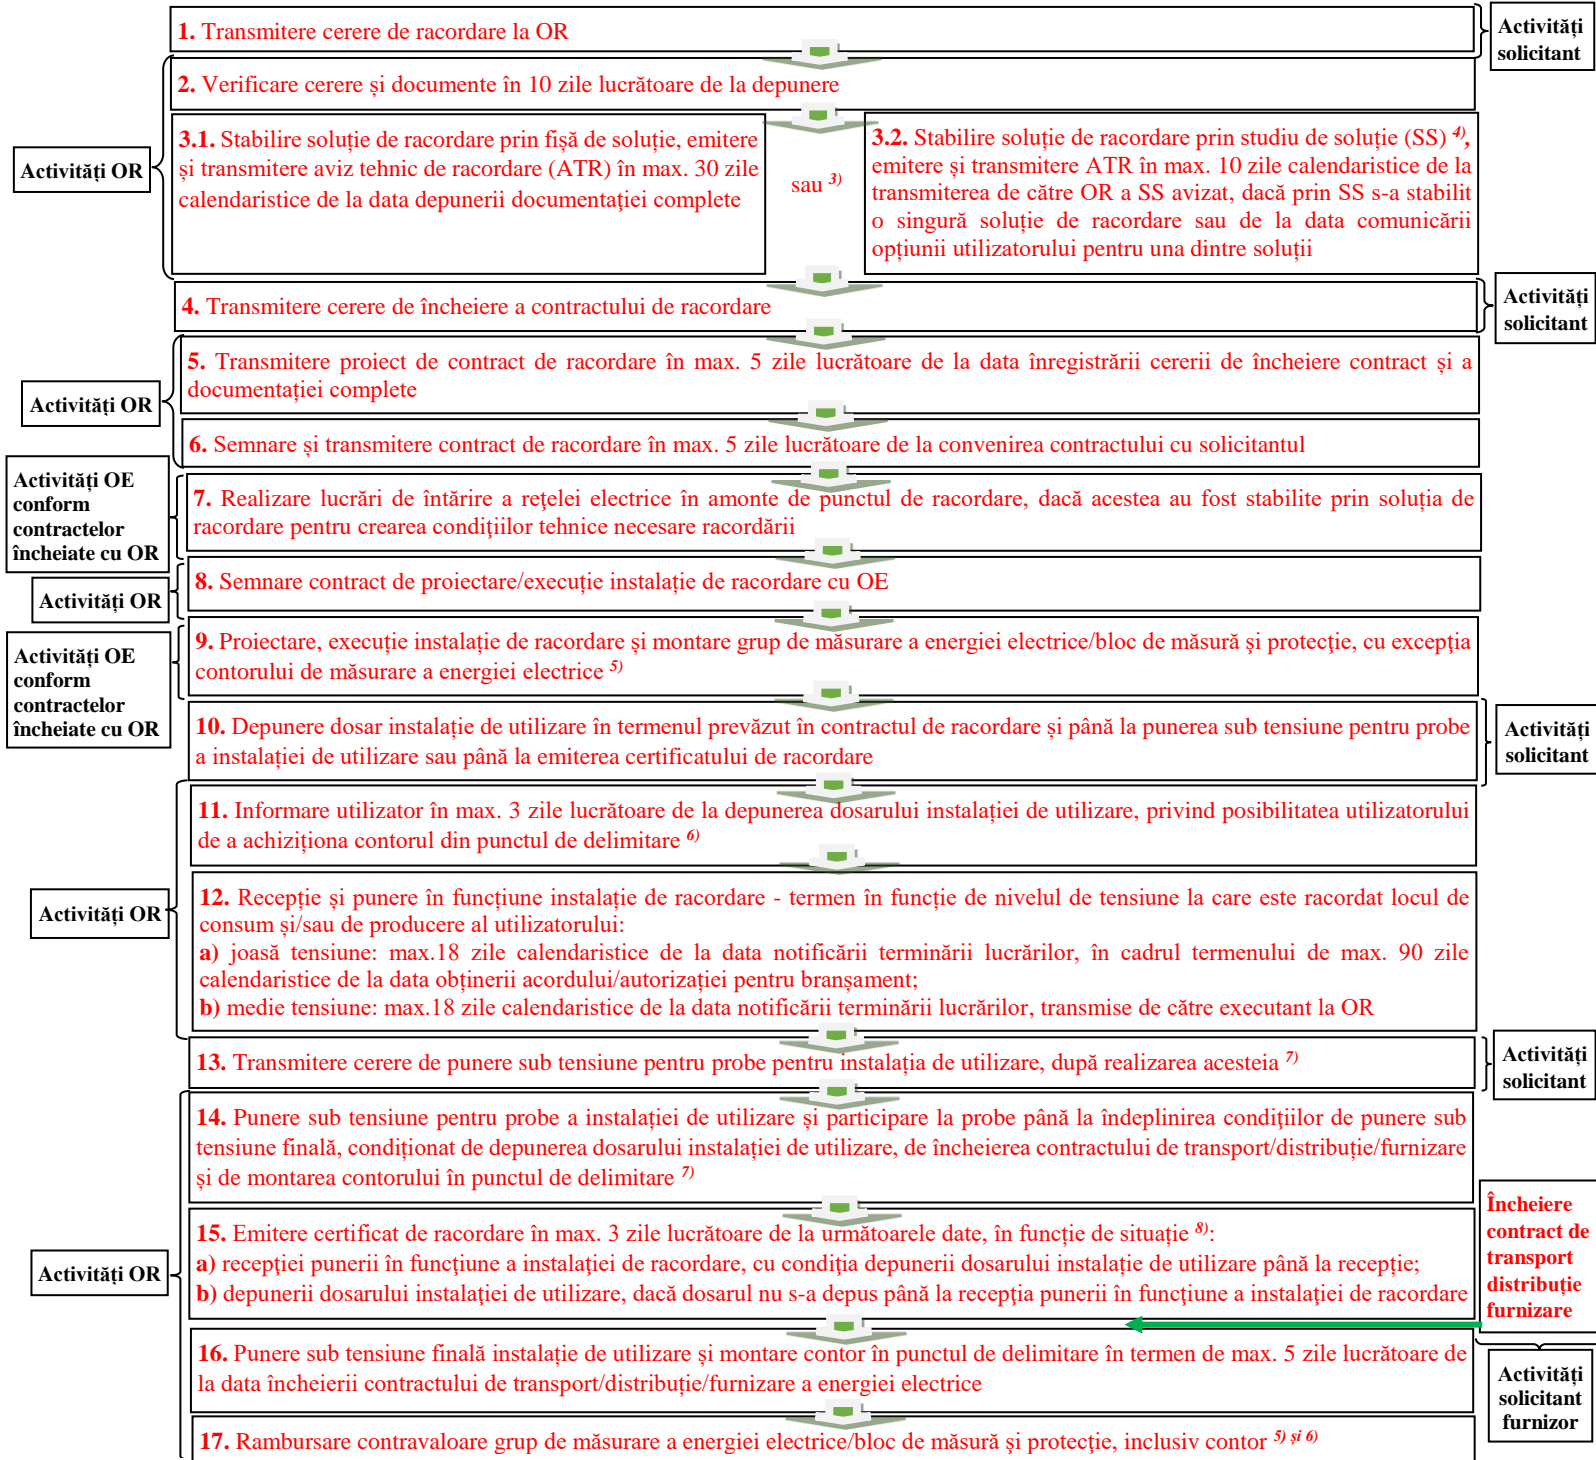 1. Transmitere cerere de racordare la OR
Activități
solicitant
2. Verificare cerere și documente în 10 zile lucrătoare de la depunere
Activități OR
3.1. Stabilire soluție de racordare prin fișă de soluție, emitere
și transmitere aviz tehnic de racordare (ATR) în max. 30 zile
calendaristice de la data depunerii documentaţiei complete
sau 3)
3.2. Stabilire soluție de racordare prin studiu de soluție (SS) 4),
emitere și transmitere ATR în max. 10 zile calendaristice de la
transmiterea de către OR a SS avizat, dacă prin SS s-a stabilit
o singură soluție de racordare sau de la data comunicării
opțiunii utilizatorului pentru una dintre soluții
4. Transmitere cerere de încheiere a contractului de racordare
Activități
solicitant
5. Transmitere proiect de contract de racordare în max. 5 zile lucrătoare de la data înregistrării cererii de încheiere contract și a
documentației complete
Activități OR
6. Semnare și transmitere contract de racordare în max. 5 zile lucrătoare de la convenirea contractului cu solicitantul
Activități OE
conform
contractelor
încheiate cu OR
7. Realizare lucrări de întărire a reţelei electrice în amonte de punctul de racordare, dacă acestea au fost stabilite prin soluția de
racordare pentru crearea condițiilor tehnice necesare racordării
8. Semnare contract de proiectare/execuție instalație de racordare cu OE
Activități OR
9. Proiectare, execuție instalație de racordare și montare grup de măsurare a energiei electrice/bloc de măsură şi protecţie, cu excepţia
contorului de măsurare a energiei electrice 5)
Activități OE
conform
contractelor
încheiate cu OR
10. Depunere dosar instalație de utilizare în termenul prevăzut în contractul de racordare și până la punerea sub tensiune pentru probe
a instalației de utilizare sau până la emiterea certificatului de racordare
Activități
solicitant
11. Informare utilizator în max. 3 zile lucrătoare de la depunerea dosarului instalației de utilizare, privind posibilitatea utilizatorului
de a achiziționa contorul din punctul de delimitare 6)
Activități OR
12. Recepție și punere în funcțiune instalație de racordare - termen în funcție de nivelul de tensiune la care este racordat locul de
consum și/sau de producere al utilizatorului:
a) joasă tensiune: max.18 zile calendaristice de la data notificării terminării lucrărilor, în cadrul termenului de max. 90 zile
calendaristice de la data obținerii acordului/autorizației pentru branșament;
b) medie tensiune: max.18 zile calendaristice de la data notificării terminării lucrărilor, transmise de către executant la OR
13. Transmitere cerere de punere sub tensiune pentru probe pentru instalația de utilizare, după realizarea acesteia 7)
Activități
solicitant
14. Punere sub tensiune pentru probe a instalației de utilizare și participare la probe până la îndeplinirea condiţiilor de punere sub
tensiune finală, condiționat de depunerea dosarului instalației de utilizare, de încheierea contractului de transport/distribuție/furnizare
și de montarea contorului în punctul de delimitare 7)
15. Emitere certificat de racordare în max. 3 zile lucrătoare de la următoarele date, în funcție de situație 8):
a) recepţiei punerii în funcţiune a instalaţiei de racordare, cu condiţia depunerii dosarului instalație de utilizare până la recepție;
b) depunerii dosarului instalaţiei de utilizare, dacă dosarul nu s-a depus până la recepţia punerii în funcţiune a instalaţiei de racordare
Activități OR
Încheiere
contract de
transport
distribuție
furnizare
16. Punere sub tensiune finală instalație de utilizare și montare contor în punctul de delimitare în termen de max. 5 zile lucrătoare de
la data încheierii contractului de transport/distribuție/furnizare a energiei electrice
Activități
solicitant
furnizor
17. Rambursare contravaloare grup de măsurare a energiei electrice/bloc de măsură şi protecţie, inclusiv contor 5) și 6)